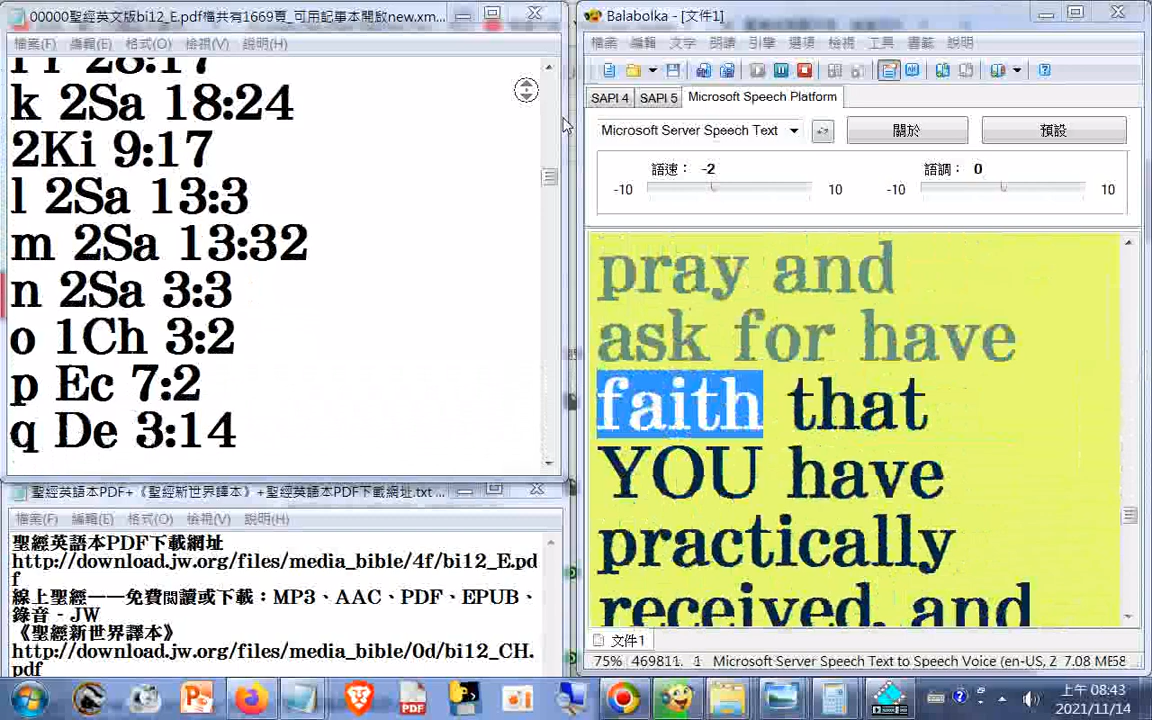 00000聖經英文版bi12_E.pdf檔共有1669頁_可用記事本開啟new.xm...
檔案(F) 編輯(E) 格式(O) 檢視(V) 說明(H)
k 2Sa 18:24
2Ki 9:17
l 2Sa 13:3
m 2Sa 13:32
n 2Sa 3:3
o 1Ch 3:2
p Ec 7:2
q De 3:14
聖經英語本PDF+《聖經新世界譯本》+聖經英語本PDF下載網址.txt ...
檔案(F) 編輯(E) 格式(O) 檢視(V) 說明(H)
聖經英語本PDF下載網址
http://download.jw.org/files/media_bible/4f/bi12_E.pd
f
線上聖經——免費閱讀或下載：MP3、AAC、PDF、EPUB、
錄音 - JW
《聖經新世界譯本》
http://download.jw.org/files/media_bible/0d/bi12_CH.
pdf
Balabolka - [文件1]
檔案 編輯 文字 朗讀 引擎 選項 檢視 工具 書籤 說明
SAPI 4 SAPI 5 Microsoft Speech Platform
Microsoft Server Speech Text 關於 預設
語速： -2 語調： 0
-10 10 -10 10
pray and
ask for have
faith that
YOU have
practically
received, and
文件1
75% 469811. 1 Microsoft Server Speech Text to Speech Voice (en-US, 2 7.08 ME58
上午 08:43
2021/11/14